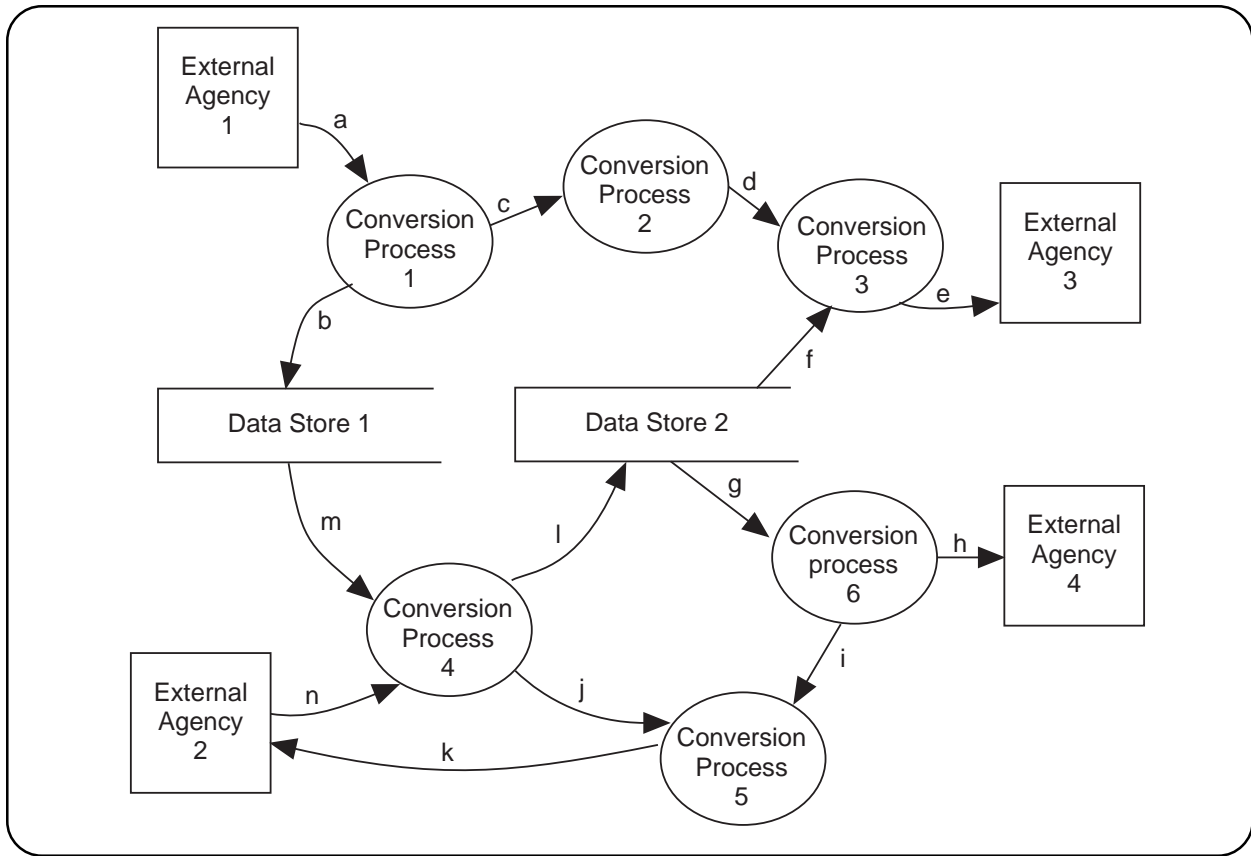 External
Agency
1
a
Conversion
Process
1
c
Conversion
Process
2
d
Conversion
Process
3
e
External
Agency
3
b
f
Data Store 1
Data Store 2
m
l
g
Conversion
process
6
h
External
Agency
4
Conversion
Process
4
i
External
Agency
2
n
j
k
Conversion
Process
5